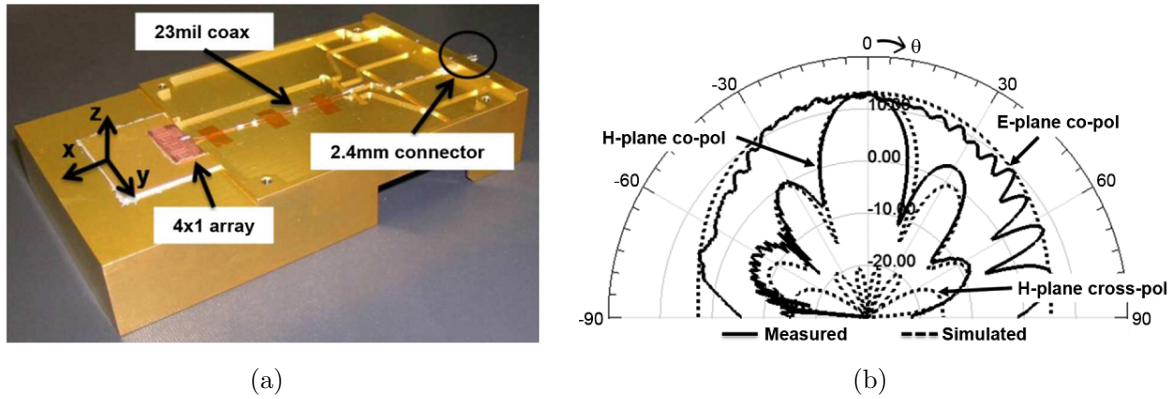 23mil coax
z
x
y
2.4mm connector
4x1 array
(a)
0 θ
-30 30
10.00
H-plane co-pol E-plane co-pol
0.00
-60 60
-10.00
-20.00
H-plane cross-pol
-90 90
Measured Simulated
(b)